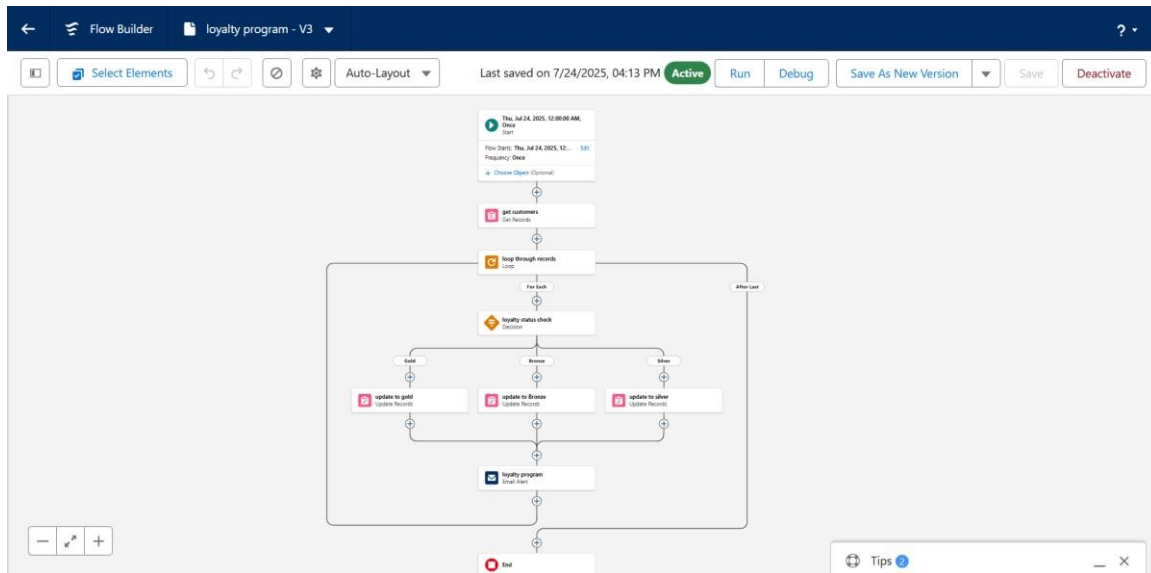 Flow Builder
loyalty program - V3
? 
Select Elements
Auto-Layout
Last saved on 7/24/2025, 04:13 PM
Active
Run
Debug
Save As New Version
Save
Deactivate
Thu, Jul 24, 2025, 12:00:00 AM,
Once
Start
Flow Starts: Thu, Jul 24, 2025, 12:... Edit
Frequency: Once
+ Choose Object (Optional)
get customers
Get Records
loop through records
Loop
For Each
After Last
loyalty status check
Decision
Gold
Bronze
Silver
update to gold
Update Records
update to Bronze
Update Records
update to silver
Update Records
loyalty program
Email Alert
End
Tips 2